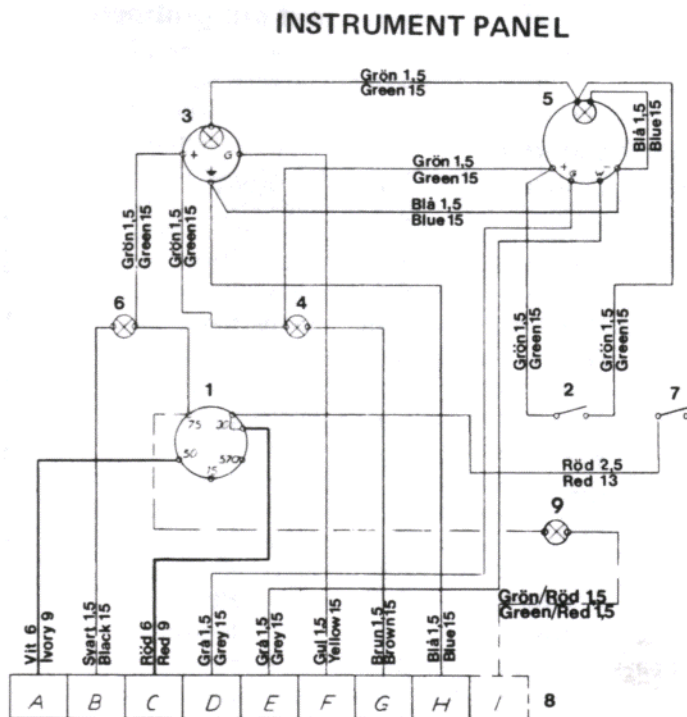 INSTRUMENT PANEL
Grön 1,5
Green 15
3
5
Blå 1,5
Blue 15
+
G
Grön 1,5
Green 15
+
G
-
Blå 1,5
Blue 15
Grön 1,5
Green 15
Grön 1,5
Green 15
6
4
Grön 1,5
Green 15
Grön 1,5
Green 15
1
2
7
75
30
50
15
Röd 2,5
Red 13
9
Grön/Röd 1,5
Green/Red 1,5
Vit 6
Ivory 9
Svart 1,5
Black 15
Röd 6
Red 9
Grå 1,5
Grey 15
Grå 1,5
Grey 15
Gul 1,5
Yellow 15
Brun 1,5
Brown 15
Blå 1,5
Blue 15
A B C D E F G H I 8